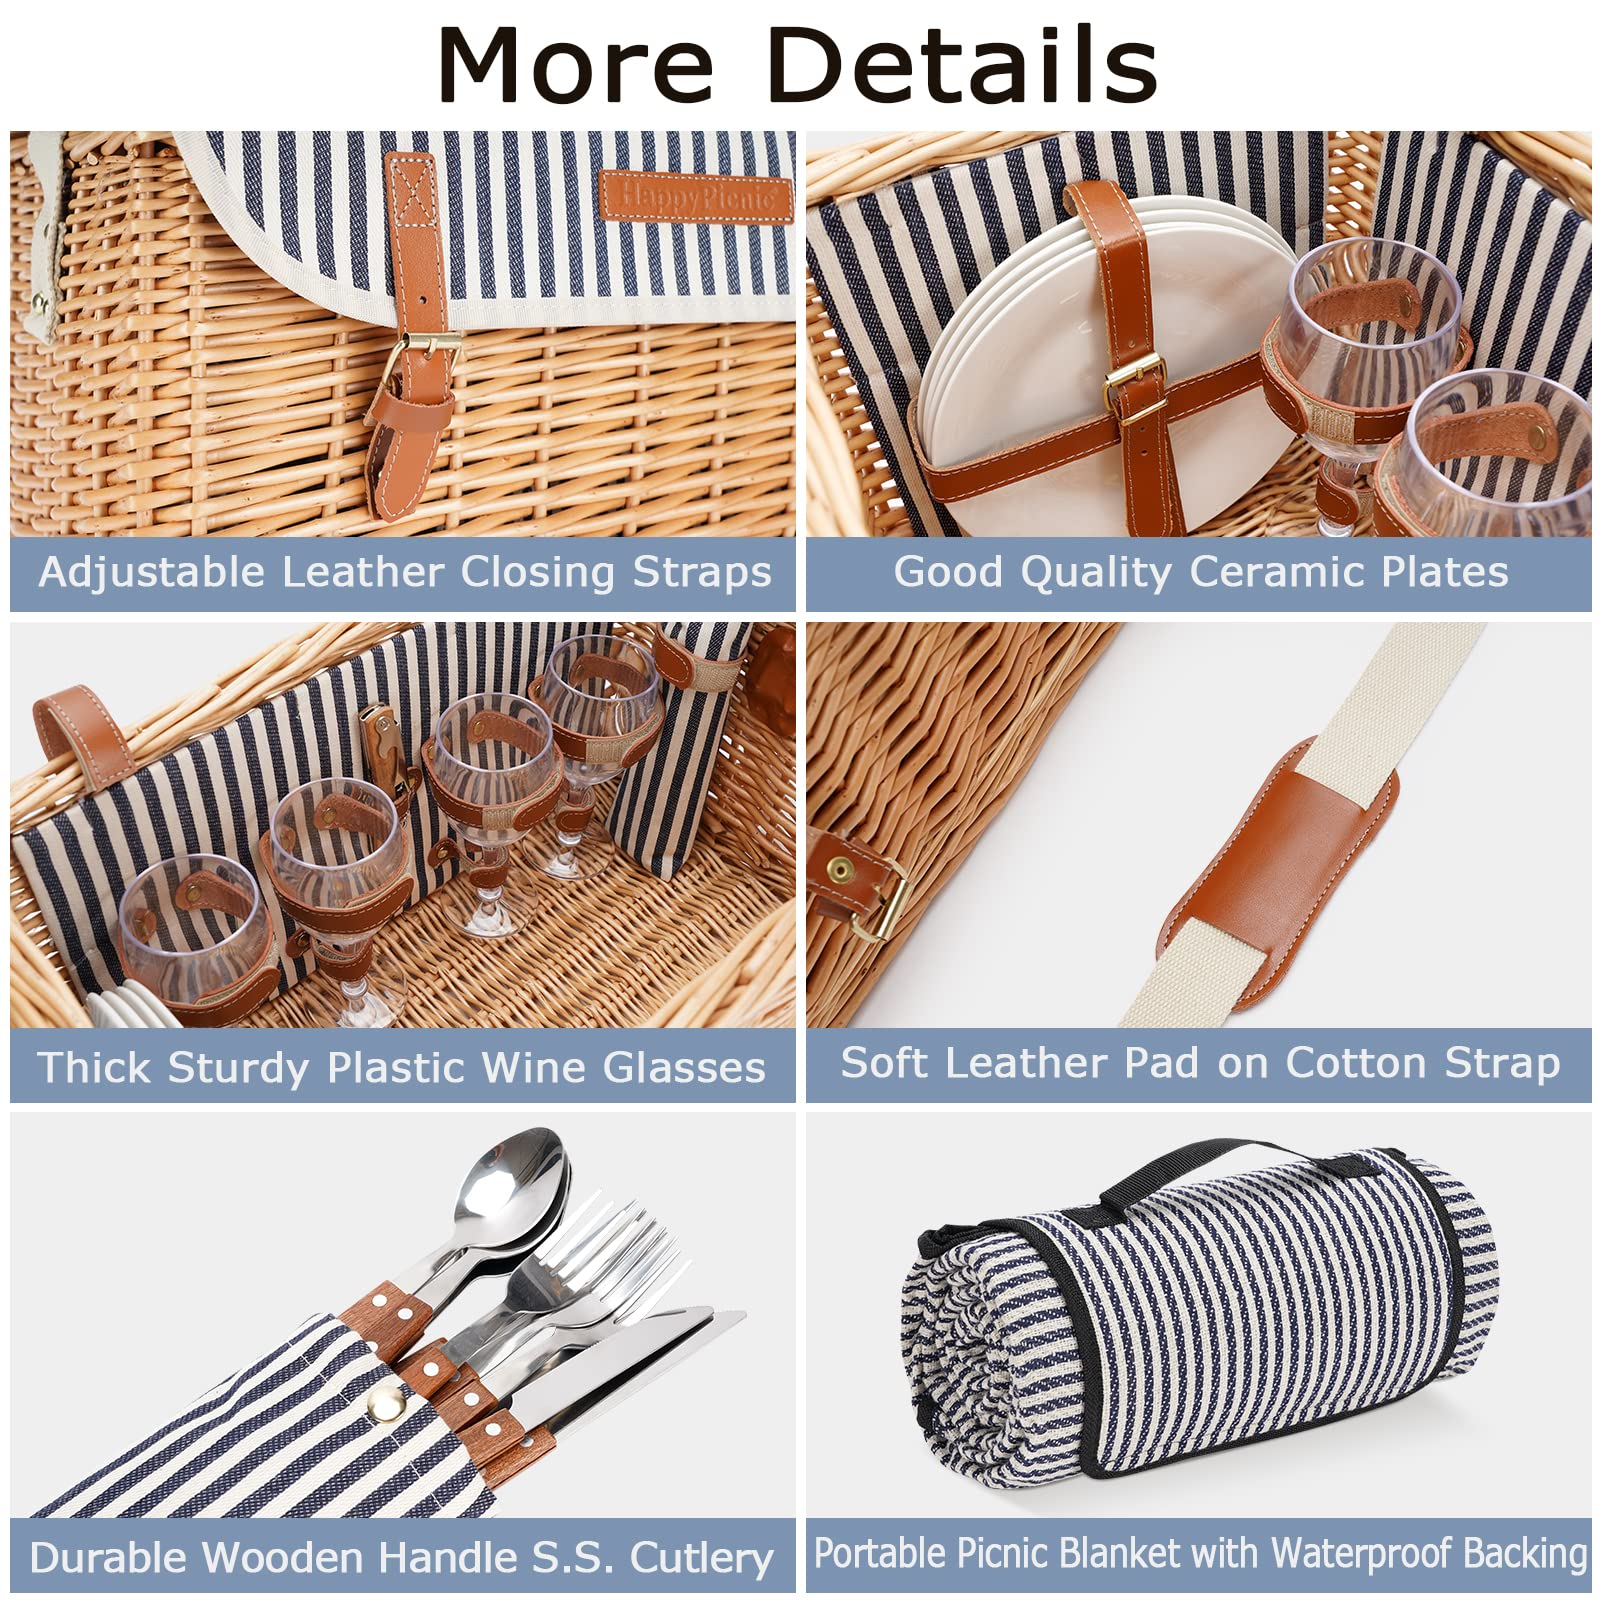 More Details
HappyPicnic
Adjustable Leather Closing Straps
Good Quality Ceramic Plates
Thick Sturdy Plastic Wine Glasses
Soft Leather Pad on Cotton Strap
Durable Wooden Handle S.S. Cutlery
Portable Picnic Blanket with Waterproof Backing